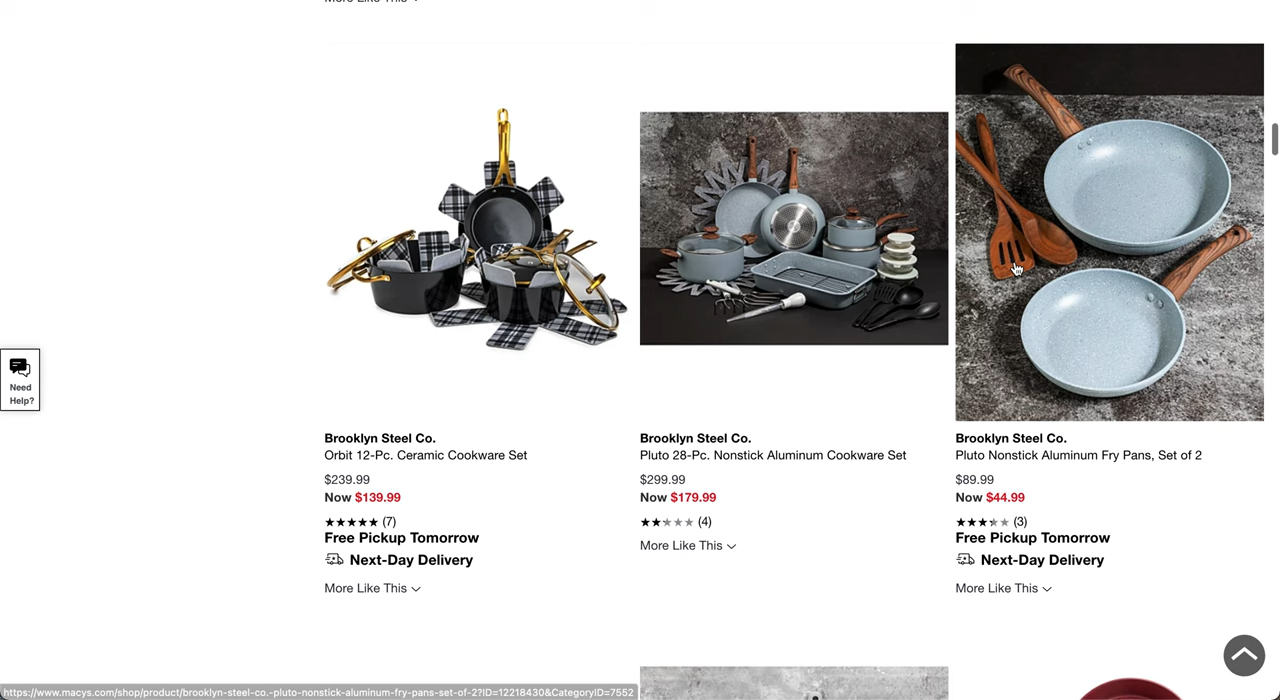 More Like This
Brooklyn Steel Co.
Orbit 12-Pc. Ceramic Cookware Set
$239.99
Now $139.99
(7)
Free Pickup Tomorrow
Next-Day Delivery
More Like This
Brooklyn Steel Co.
Pluto 28-Pc. Nonstick Aluminum Cookware Set
$299.99
Now $179.99
(4)
More Like This
Brooklyn Steel Co.
Pluto Nonstick Aluminum Fry Pans, Set of 2
$89.99
Now $44.99
(3)
Free Pickup Tomorrow
Next-Day Delivery
More Like This
Need
Help?
https://www.macys.com/shop/product/brooklyn-steel-co.-pluto-nonstick-aluminum-fry-pans-set-of-2?ID=12218430&CategoryID=7552